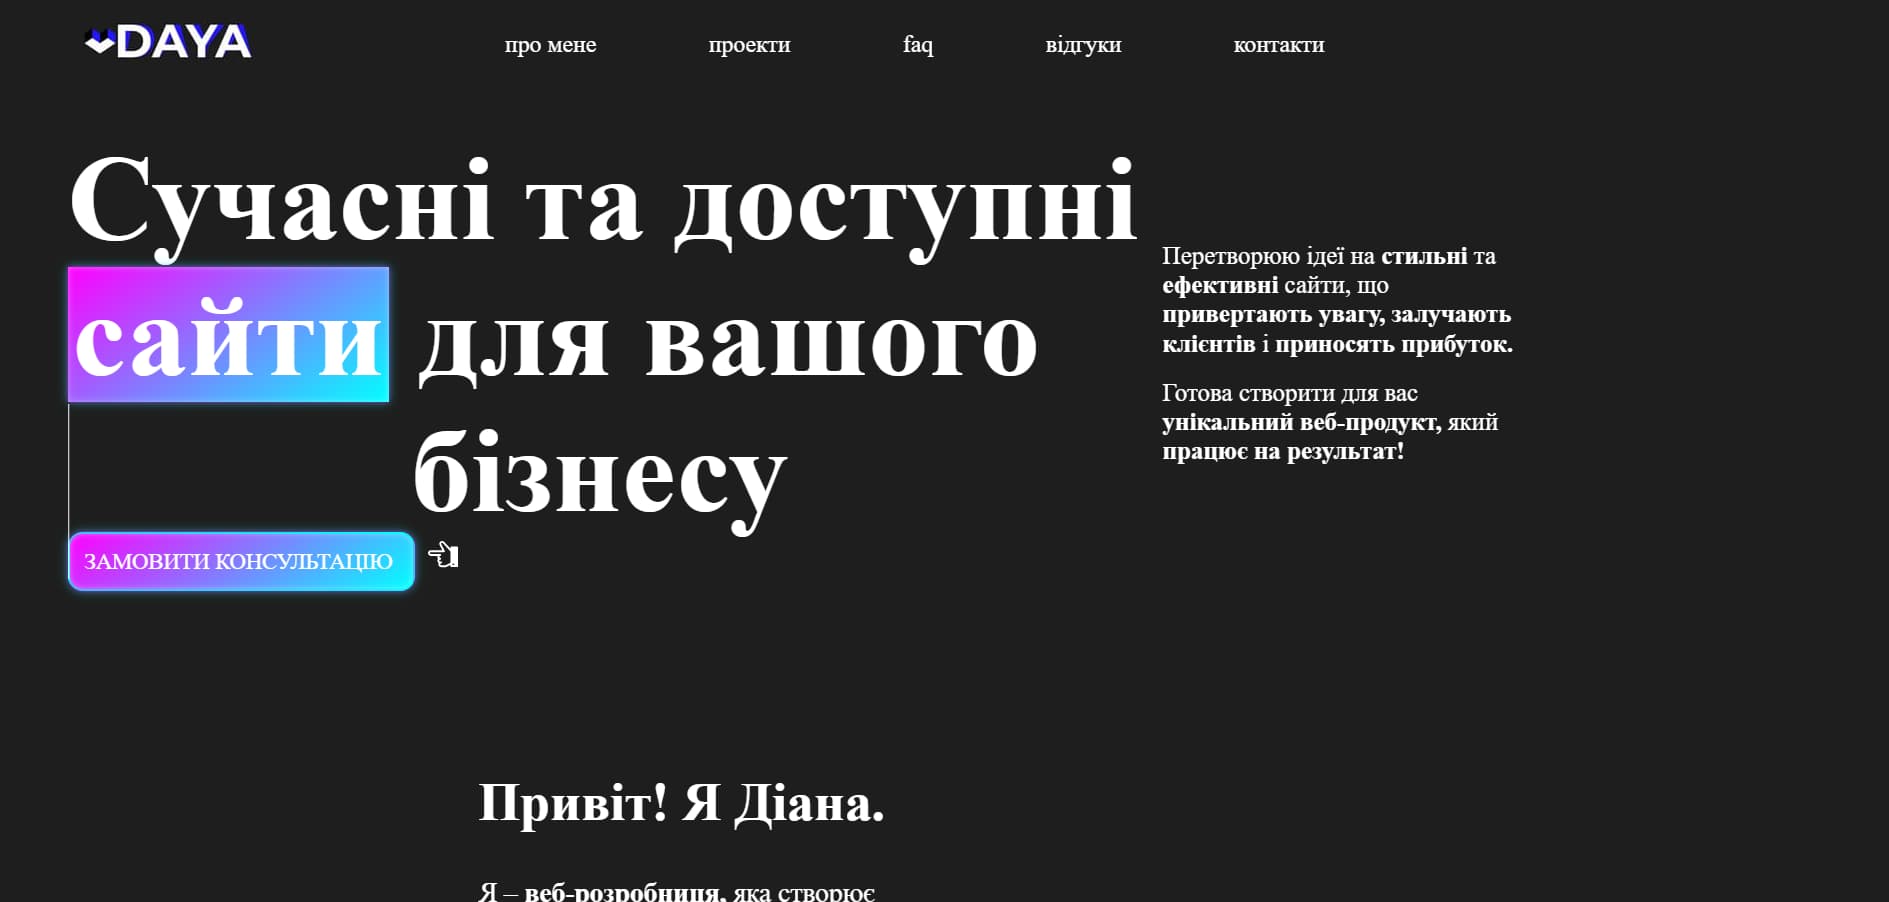 DAYA
про мене
проекти
faq
відгуки
контакти
Сучасні та доступні
сайти для вашого
бізнесу
Перетворюю ідеї на стильні та
ефективні сайти, що
привертають увагу, залучають
клієнтів і приносять прибуток.
Готова створити для вас
унікальний веб-продукт, який
працює на результат!
ЗАМОВИТИ КОНСУЛЬТАЦІЮ
Привіт! Я Діана.
Я – веб-розробниця, яка створює